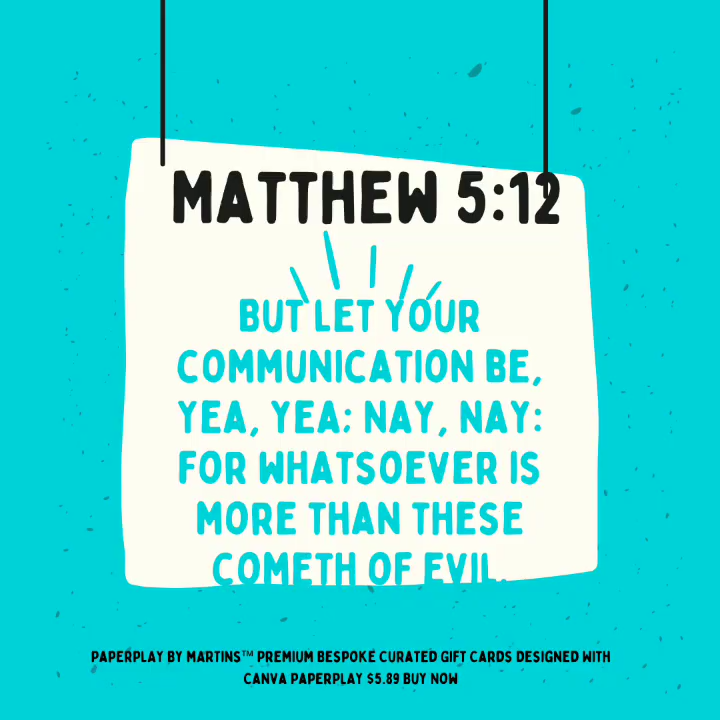 MATTHEW 5:12
BUT LET YOUR
COMMUNICATION BE,
YEA, YEA; NAY, NAY:
FOR WHATSOEVER IS
MORE THAN THESE
COMETH OF EVIL.
PAPERPLAY BY MARTINS™ PREMIUM BESPOKE CURATED GIFT CARDS DESIGNED WITH
CANVA PAPERPLAY $5.89 BUY NOW